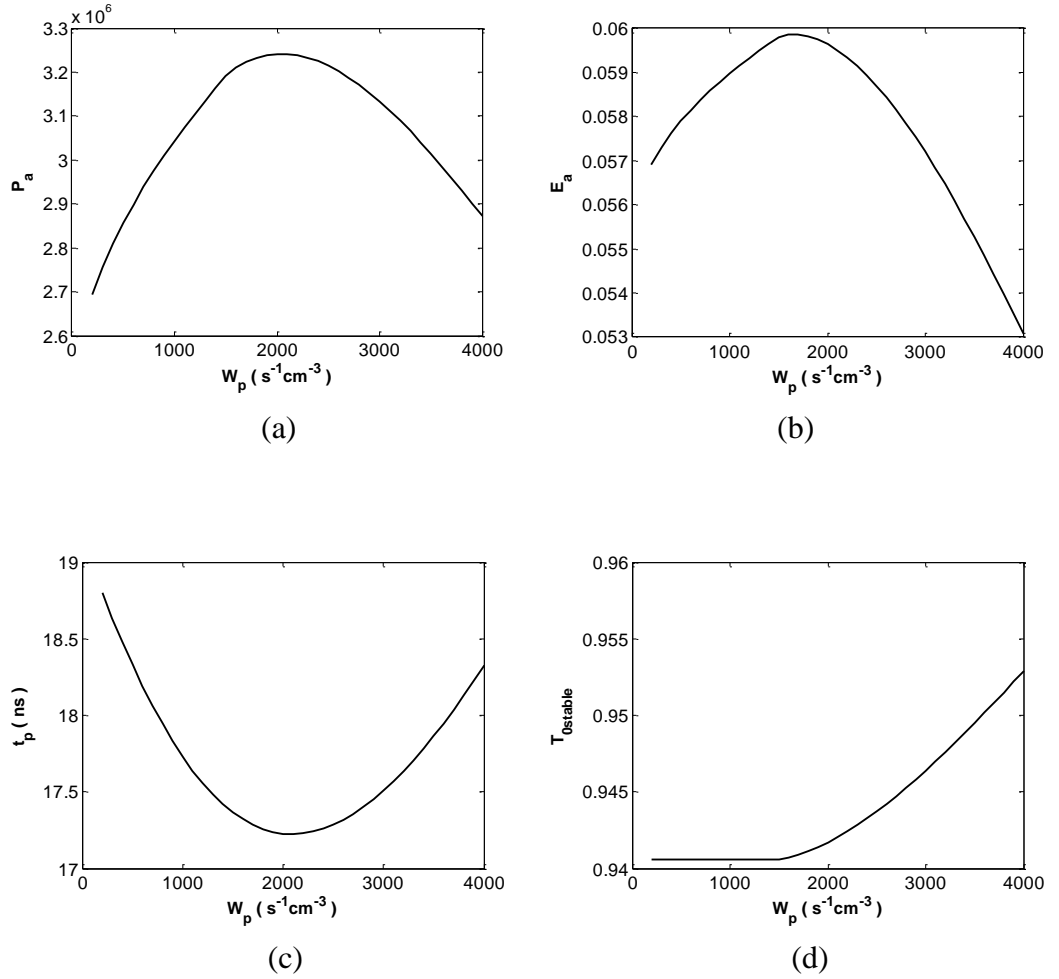 x 10⁶
3.3
3.2
3.1
3
2.9
2.8
2.7
2.6
P_a
0 1000 2000 3000 4000
W_p ( s⁻¹cm⁻³)
(a)
0.06
0.059
0.058
0.057
0.056
0.055
0.054
0.053
E_a
0 1000 2000 3000 4000
W_p ( s⁻¹cm⁻³)
(b)
19
18.5
18
17.5
17
t_p ( ns )
0 1000 2000 3000 4000
W_p ( s⁻¹cm⁻³)
(c)
0.96
0.955
0.95
0.945
0.94
T_0stable
0 1000 2000 3000 4000
W_p ( s⁻¹cm⁻³)
(d)